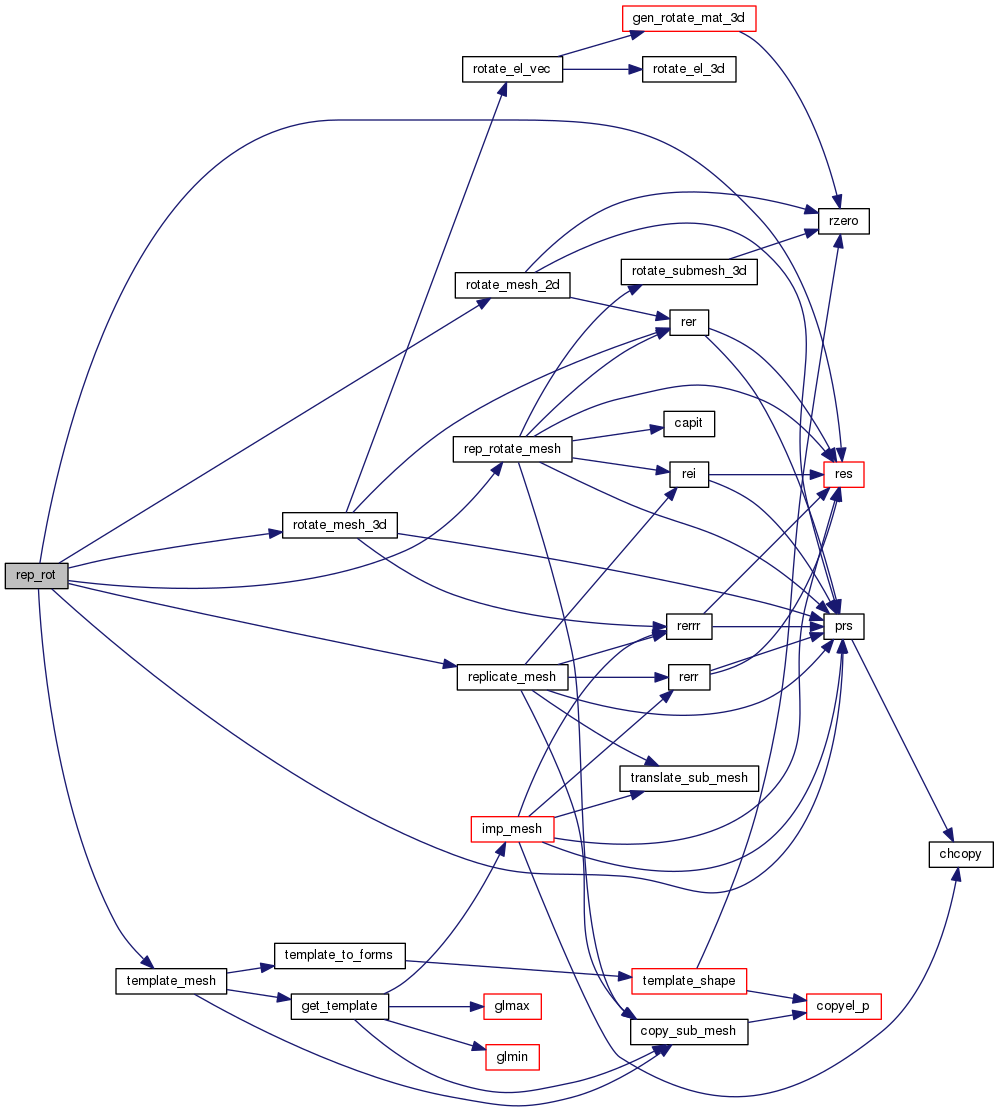 gen_rotate_mat_3d
rotate_el_vec
rotate_el_3d
rzero
rotate_submesh_3d
rotate_mesh_2d
rer
capit
rep_rotate_mesh
rei
res
rotate_mesh_3d
rep_rot
rerrr
prs
replicate_mesh
rerr
translate_sub_mesh
imp_mesh
chcopy
template_to_forms
template_mesh
template_shape
get_template
glmax
copyel_p
copy_sub_mesh
glmin